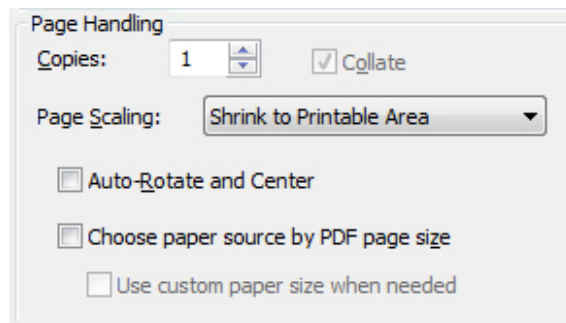 Page Handling
Copies: 1 Collate
Page Scaling: Shrink to Printable Area
Auto-Rotate and Center
Choose paper source by PDF page size
Use custom paper size when needed